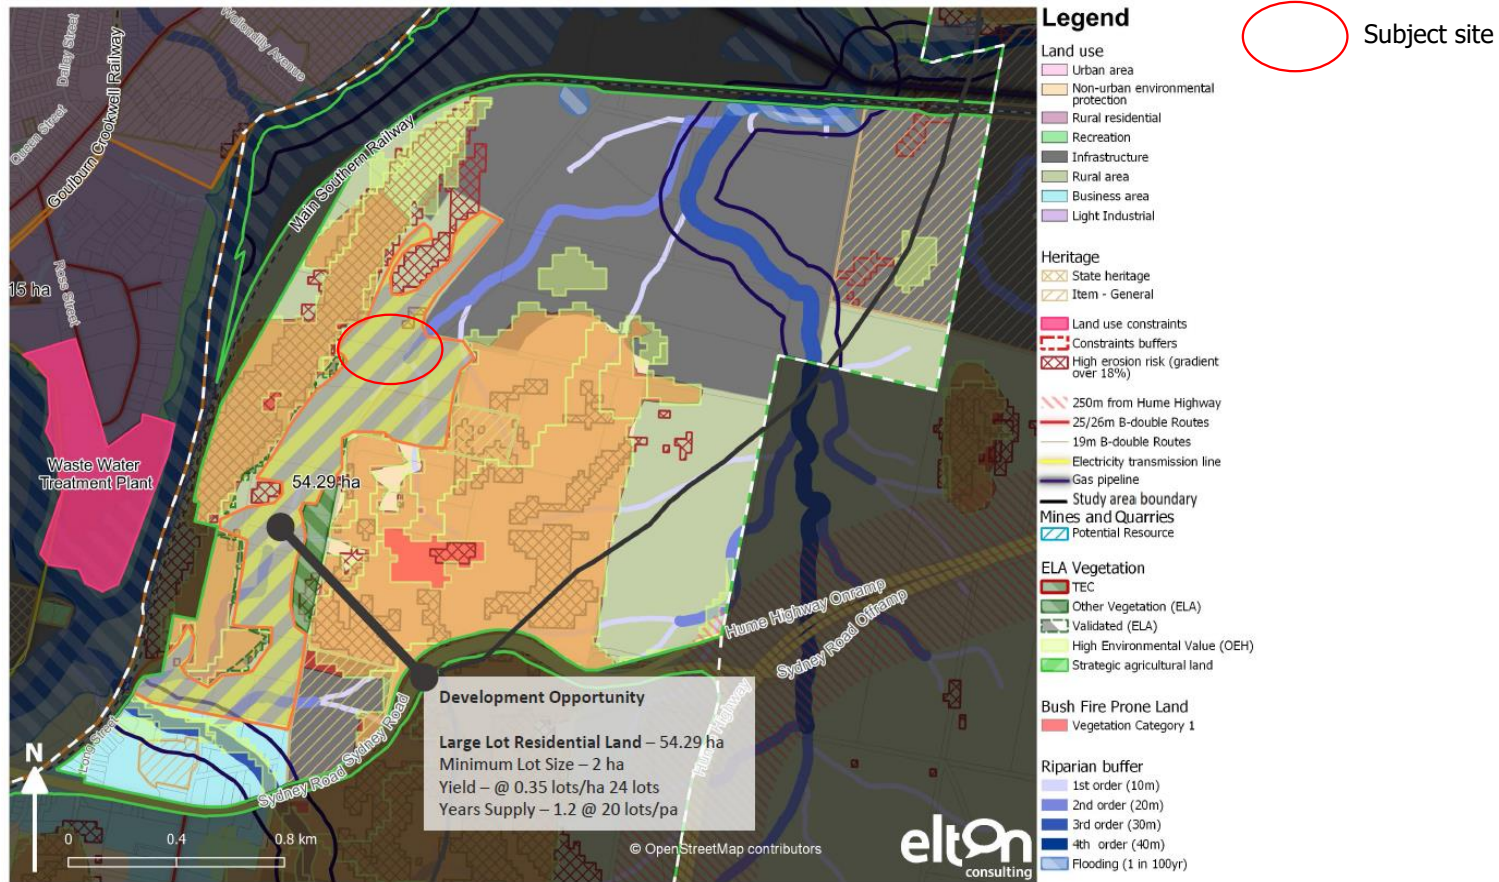 Wollondilly Avenue
Dalley Street
Queen Street
Goulburn Crookwell Railway
Main Southern Railway
Ross Street
15 ha
Waste Water
Treatment Plant
54.29 ha
Hume Highway Onramp
Sydney Road Offramp
Hume Highway
Long Street
Sydney Road
Sydney Road
Development Opportunity
Large Lot Residential Land – 54.29 ha
Minimum Lot Size – 2 ha
Yield – @ 0.35 lots/ha 24 lots
Years Supply – 1.2 @ 20 lots/pa
N
0 0.4 0.8 km
© OpenStreetMap contributors
elton
consulting
Legend
Subject site
Land use
Urban area
Non-urban environmental
protection
Rural residential
Recreation
Infrastructure
Rural area
Business area
Light Industrial
Heritage
State heritage
Item - General
Land use constraints
Constraints buffers
High erosion risk (gradient
over 18%)
250m from Hume Highway
25/26m B-double Routes
19m B-double Routes
Electricity transmission line
Gas pipeline
Study area boundary
Mines and Quarries
Potential Resource
ELA Vegetation
TEC
Other Vegetation (ELA)
Validated (ELA)
High Environmental Value (OEH)
Strategic agricultural land
Bush Fire Prone Land
Vegetation Category 1
Riparian buffer
1st order (10m)
2nd order (20m)
3rd order (30m)
4th order (40m)
Flooding (1 in 100yr)